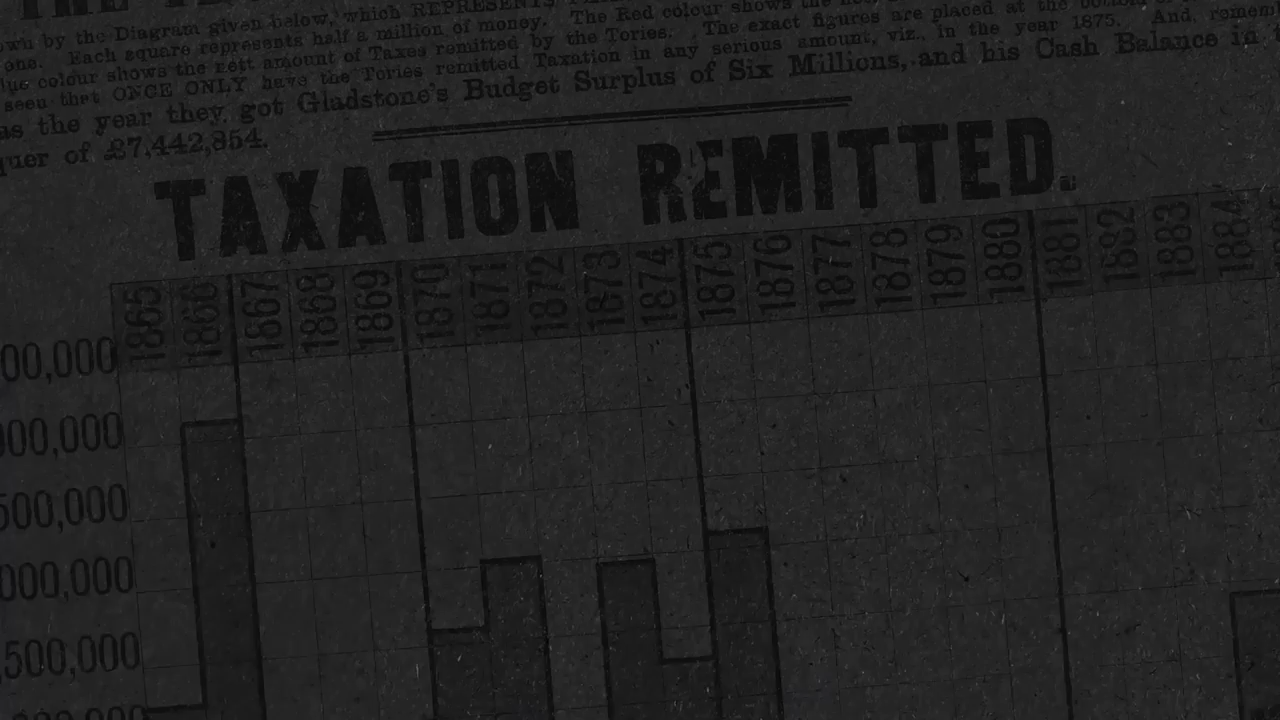 own by the Diagram given below, which REPRESENTS
one. Each square represents half a million of money. The Red colour shows the
colour shows the nett amount of Taxes remitted by the Tories. The exact figures are placed at the bottom of
seen that ONCE ONLY have the Tories remitted Taxation in any serious amount, viz., in the year 1875. And, remem
as the year they got Gladstone's Budget Surplus of Six Millions, and his Cash Balance in
quer of £7,442,854.
TAXATION REMITTED.
1865 1866 1867 1868 1869 1870 1871 1872 1873 1874 1875 1876 1877 1878 1879 1880 1881 1882 1883 1884
00,000
000,000
500,000
000,000
,500,000